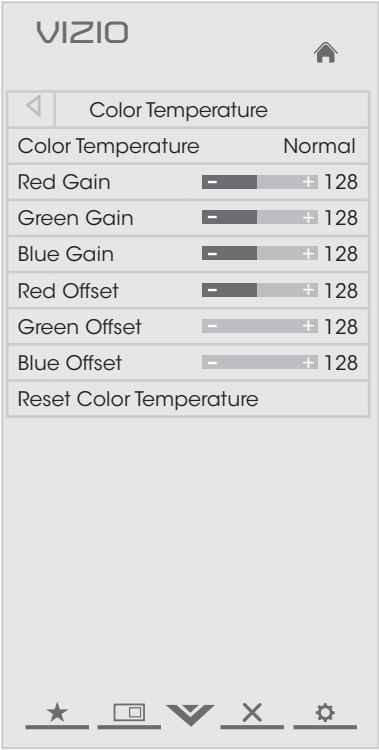 VIZIO
Color Temperature
Color Temperature Normal
Red Gain - + 128
Green Gain - + 128
Blue Gain - + 128
Red Offset - + 128
Green Offset - + 128
Blue Offset - + 128
Reset Color Temperature